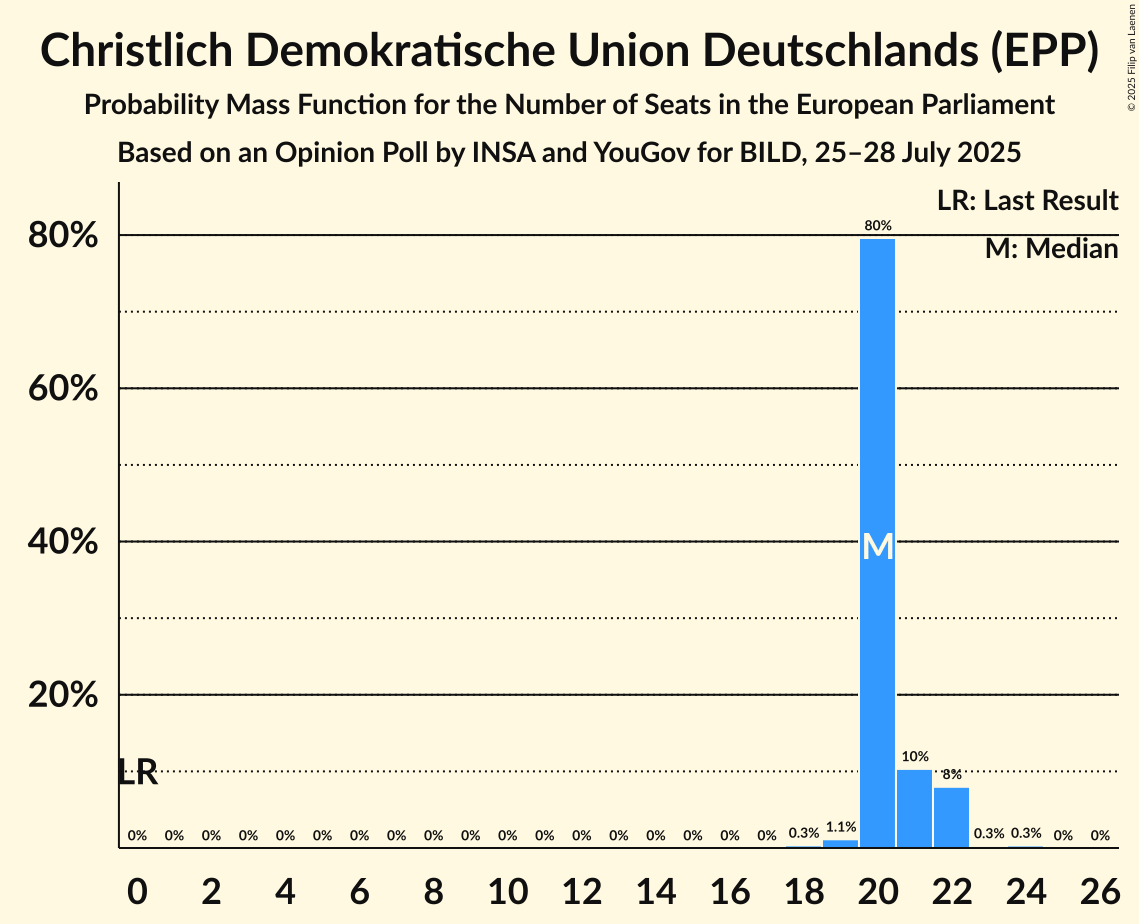 Christlich Demokratische Union Deutschlands (EPP)
Probability Mass Function for the Number of Seats in the European Parliament
Based on an Opinion Poll by INSA and YouGov for BILD, 25–28 July 2025
© 2025 Filip van Laenen
LR: Last Result
M: Median
80%
60%
40%
20%
80%
M
LR
10%
8%
0% 0% 0% 0% 0% 0% 0% 0% 0% 0% 0% 0% 0% 0% 0% 0% 0% 0% 0.3% 1.1% 0.3% 0.3% 0% 0%
0 2 4 6 8 10 12 14 16 18 20 22 24 26